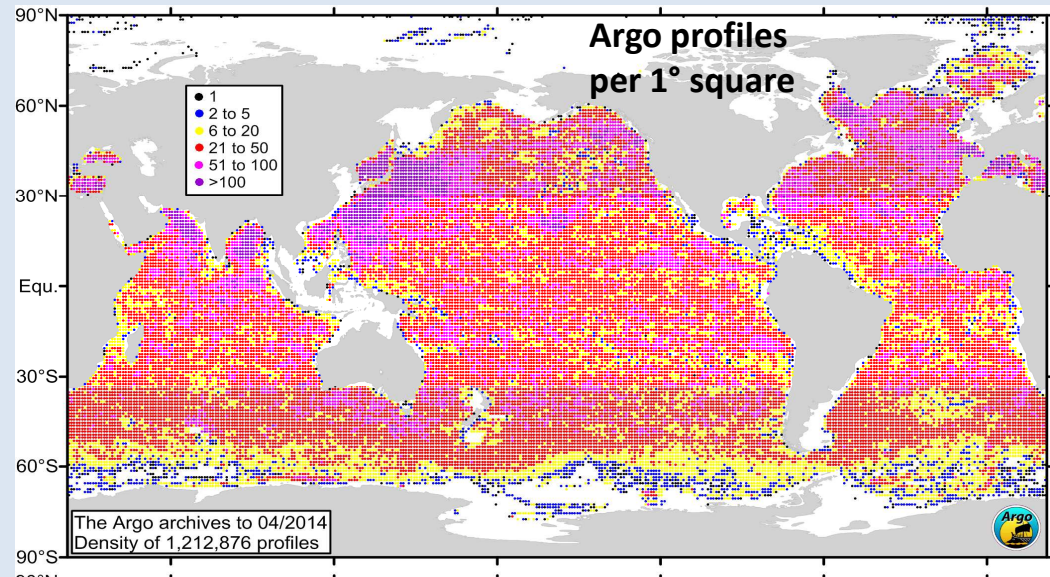 90°N
Argo profiles
per 1° square
60°N
1
2 to 5
6 to 20
21 to 50
51 to 100
>100
30°N
Equ.
30°S
60°S
The Argo archives to 04/2014
Density of 1,212,876 profiles
Argo
90°S